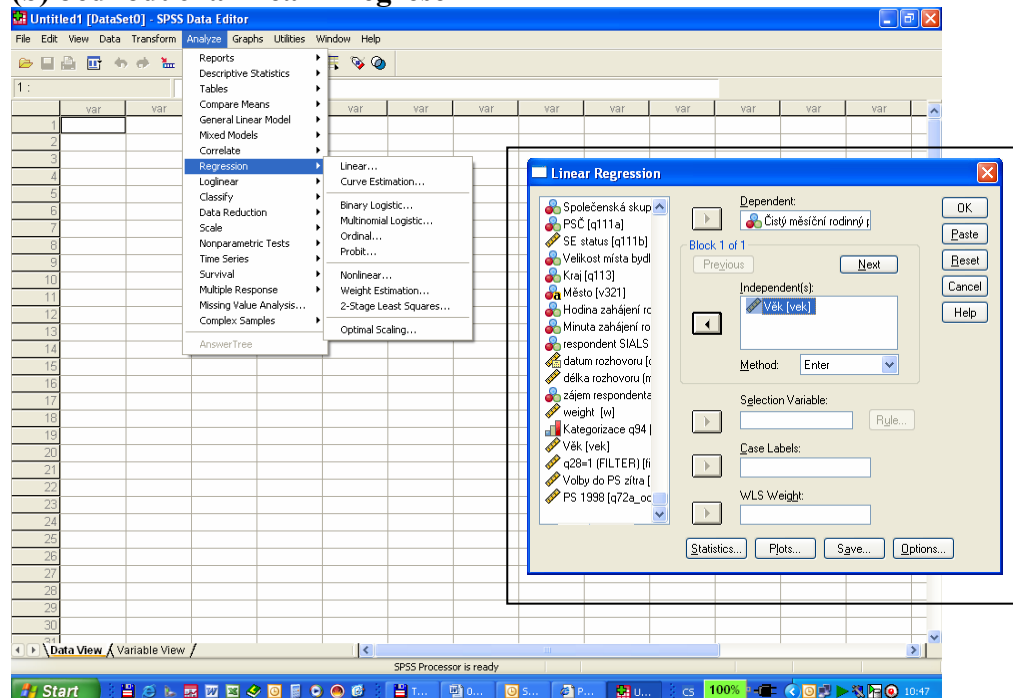 Untitled1 [DataSet0] - SPSS Data Editor
File Edit View Data Transform Analyze Graphs Utilities Window Help
1 :
var var var var var var var var var var
1
2
3
4
5
6
7
8
9
10
11
12
13
14
15
16
17
18
19
20
21
22
23
24
25
26
27
28
29
30
31
Reports
Descriptive Statistics
Tables
Compare Means
General Linear Model
Mixed Models
Correlate
Regression
Loglinear
Classify
Data Reduction
Scale
Nonparametric Tests
Time Series
Survival
Multiple Response
Missing Value Analysis...
Complex Samples
AnswerTree
Linear...
Curve Estimation...
Binary Logistic...
Multinomial Logistic...
Ordinal...
Probit...
Nonlinear...
Weight Estimation...
2-Stage Least Squares...
Optimal Scaling...
Linear Regression
Společenská skup
PSČ [q111a]
SE status [q111b]
Velikost místa bydl
Kraj [q113]
Město [v321]
Hodina zahájení ro
Minuta zahájení ro
respondent SIALS
datum rozhovoru [
délka rozhovoru (m
zájem respondenta
weight [w]
Kategorizace q94 [
Věk [vek]
q28=1 (FILTER) [fi
Volby do PS zítra [
PS 1998 [q72a_oc
Dependent:
Čistý měsíční rodinný p
Block 1 of 1
Previous Next
Independent(s):
Věk [vek]
Method: Enter
Selection Variable:
Rule...
Case Labels:
WLS Weight:
Statistics... Plots... Save... Options...
OK
Paste
Reset
Cancel
Help
Data View Variable View
SPSS Processor is ready
Start T... 0... S... P... U... CS 100% 10:47